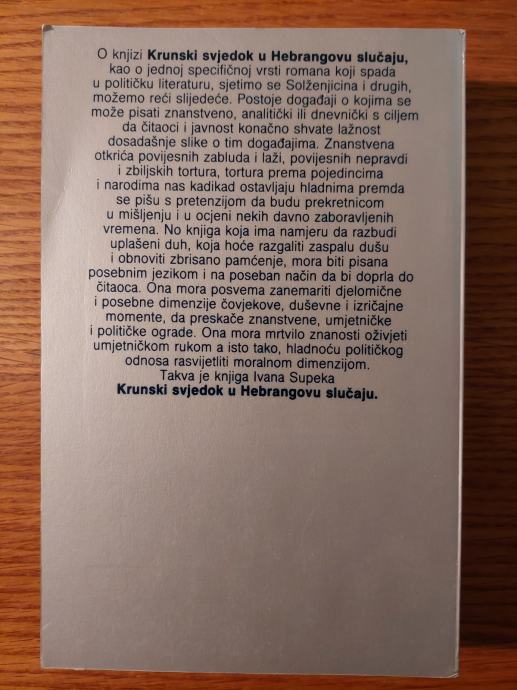 O knjizi Krunski svjedok u Hebrangovu slučaju,
kao o jednoj specifičnoj vrsti romana koji spada
u političku literaturu, sjetimo se Solženjicina i drugih,
možemo reći slijedeće. Postoje događaji o kojima se
može pisati znanstveno, analitički ili dnevnički s ciljem
da čitaoci i javnost konačno shvate lažnost
dosadašnje slike o tim događajima. Znanstvena
otkrića povijesnih zabluda i laži, povijesnih nepravdi
i zbiljskih tortura, tortura prema pojedincima
i narodima nas kadikad ostavljaju hladnima premda
se pišu s pretenzijom da budu prekretnicom
u mišljenju i u ocjeni nekih davno zaboravljenih
vremena. No knjiga koja ima namjeru da razbudi
uplašeni duh, koja hoće razgaliti zaspalu dušu
i obnoviti zbrisano pamćenje, mora biti pisana
posebnim jezikom i na poseban način da bi doprla do
čitaoca. Ona mora posvema zanemariti djelomične
i posebne dimenzije čovjekove, duševne i izričajne
momente, da preskače znanstvene, umjetničke
i političke ograde. Ona mora mrtvilo znanosti oživjeti
umjetničkom rukom a isto tako, hladnoću političkog
odnosa rasvijetliti moralnom dimenzijom.
Takva je knjiga Ivana Supeka
Krunski svjedok u Hebrangovu slučaju.